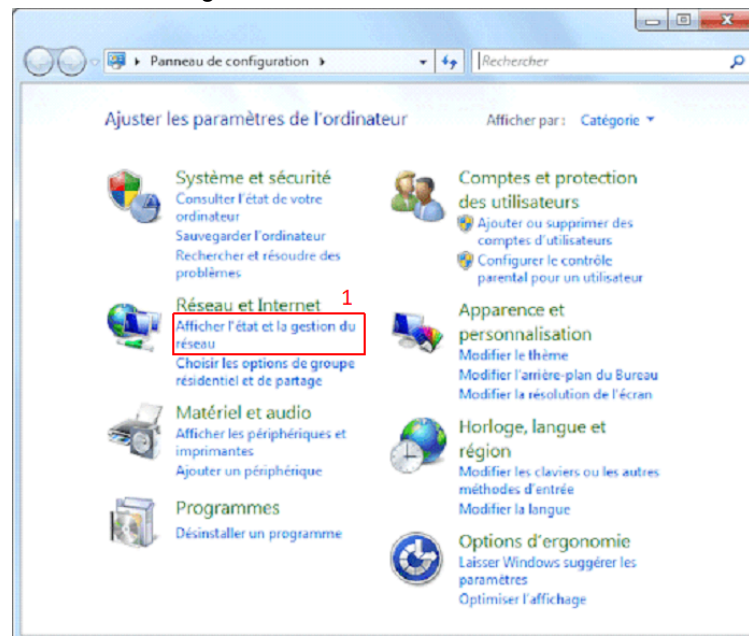 Panneau de configuration
Rechercher
Ajuster les paramètres de l'ordinateur
Afficher par : Catégorie
Système et sécurité
Consulter l'état de votre
ordinateur
Sauvegarder l'ordinateur
Rechercher et résoudre des
problèmes
Réseau et Internet
1
Afficher l'état et la gestion du
réseau
Choisir les options de groupe
résidentiel et de partage
Matériel et audio
Afficher les périphériques et
imprimantes
Ajouter un périphérique
Programmes
Désinstaller un programme
Comptes et protection
des utilisateurs
Ajouter ou supprimer des
comptes d'utilisateurs
Configurer le contrôle
parental pour un utilisateur
Apparence et
personnalisation
Modifier le thème
Modifier l'arrière-plan du Bureau
Modifier la résolution de l'écran
Horloge, langue et
région
Modifier les claviers ou les autres
méthodes d'entrée
Modifier la langue
Options d'ergonomie
Laisser Windows suggérer les
paramètres
Optimiser l'affichage